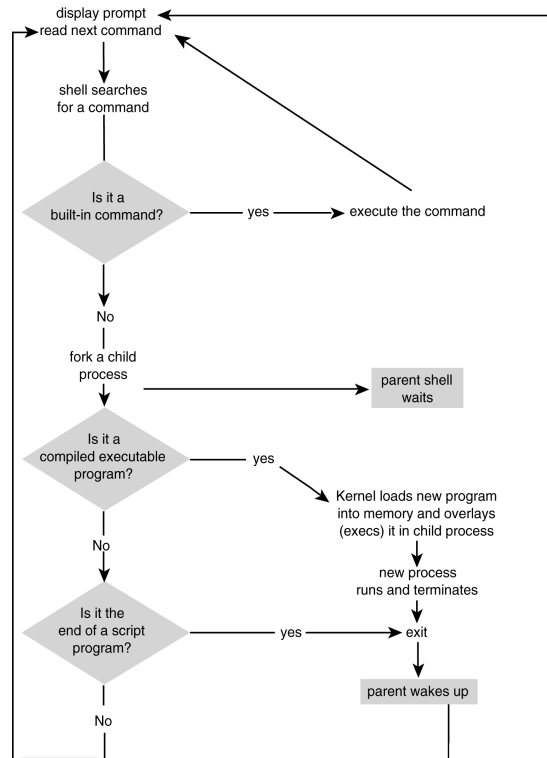 display prompt
read next command
shell searches
for a command
Is it a
built-in command?
yes
execute the command
No
fork a child
process
parent shell
waits
Is it a
compiled executable
program?
yes
Kernel loads new program
into memory and overlays
(execs) it in child process
No
new process
runs and terminates
Is it the
end of a script
program?
yes
exit
parent wakes up
No